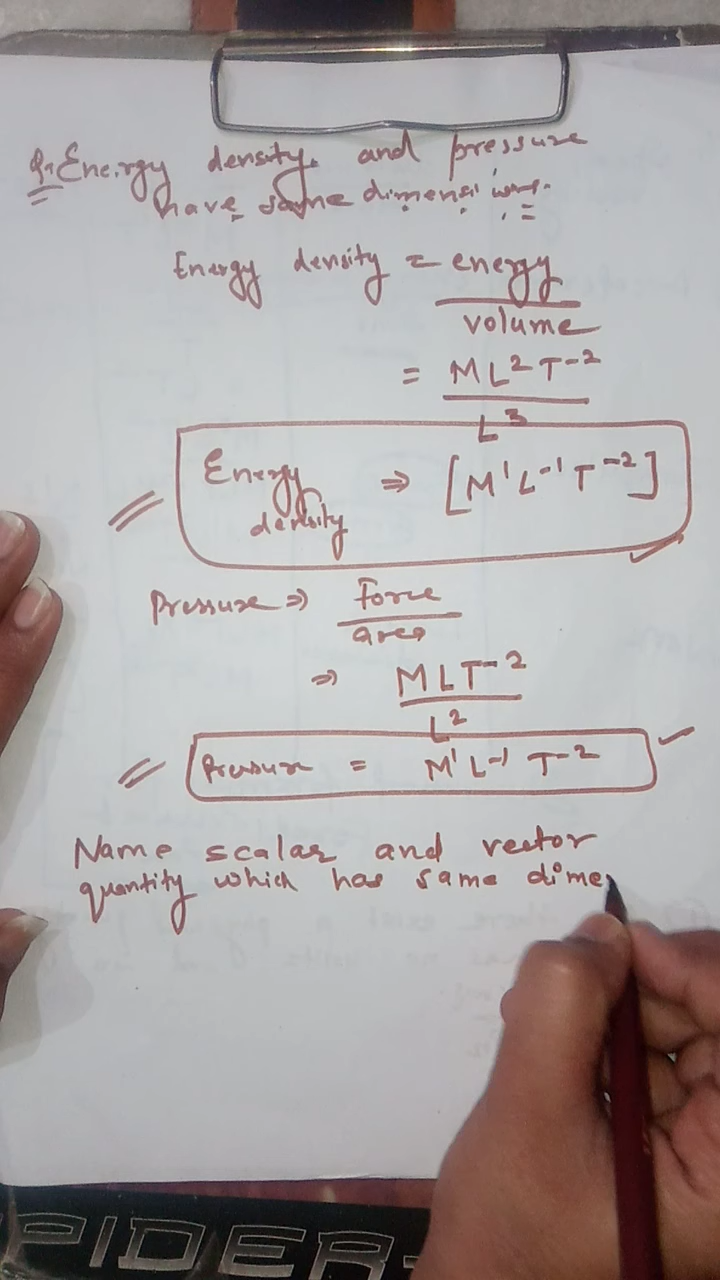 Q. Energy density and pressure
have same dimensions.
Energy density = energy
volume
= ML²T⁻²
L³
Energy density ⇒ [M¹L⁻¹T⁻²]
Pressure ⇒ Force
area
⇒ MLT⁻²
L²
Pressure = M¹L⁻¹T⁻²
Name scalar and vector
quantity which has same dime
PIDER